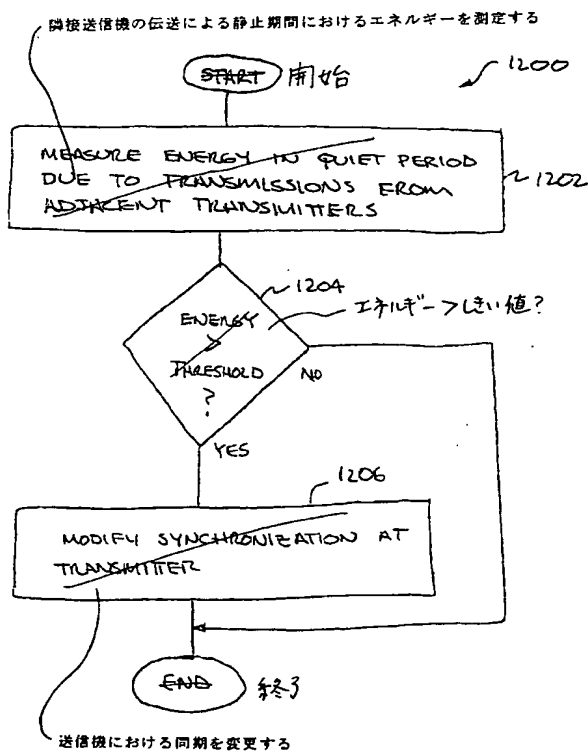 隣接送信機の伝送による静止期間におけるエネルギーを測定する
START 開始
1200
MEASURE ENERGY IN QUIET PERIOD
DUE TO TRANSMISSIONS FROM
ADJACENT TRANSMITTERS
1202
1204
ENERGY
>
THRESHOLD
?
エネルギー>しきい値?
NO
YES
1206
MODIFY SYNCHRONIZATION AT
TRANSMITTER
END 終了
送信機における同期を変更する